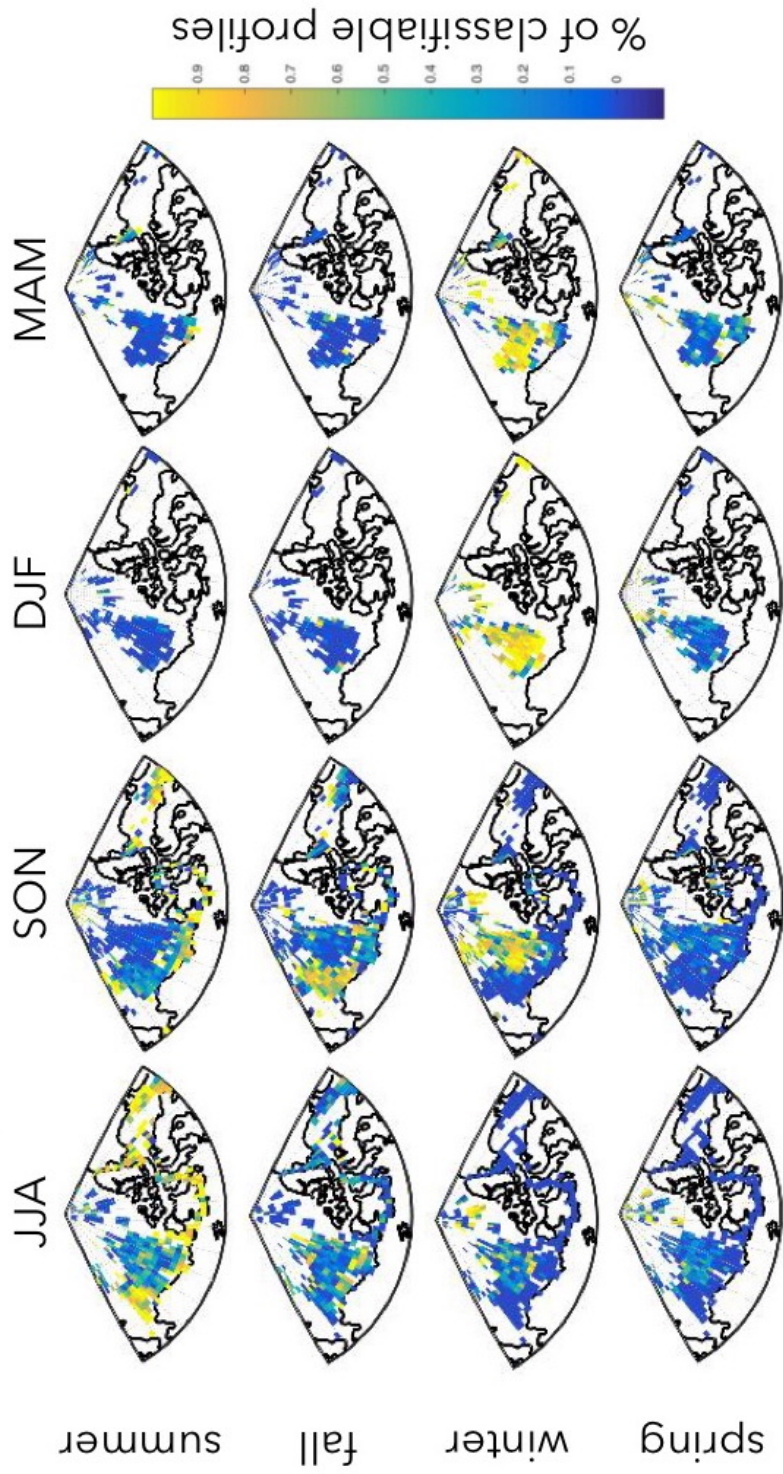 JJA SON DJF MAM
summer
fall
winter
spring
0.9
0.8
0.7
0.6
0.5
0.4
0.3
0.2
0.1
0
% of classifiable profiles